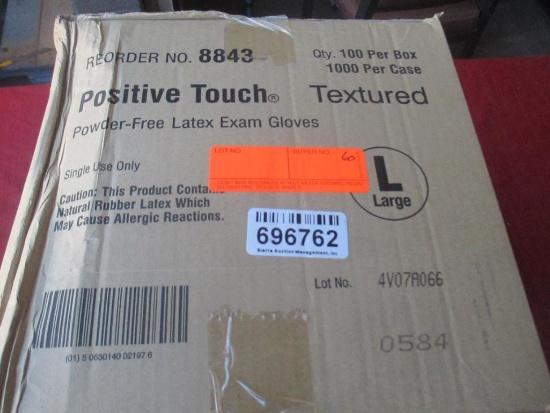 REORDER NO. 8843
Qty. 100 Per Box
1000 Per Case
Positive Touch® Textured
Powder-Free Latex Exam Gloves
Single Use Only
LOT NO.
BUYER NO.
60
Caution: This Product Contains
Natural Rubber Latex Which
May Cause Allergic Reactions.
L
Large
696762
Sierra Auction Management, Inc
Lot No. 4V07A066
0584
(01) 5 0630140 02197 6